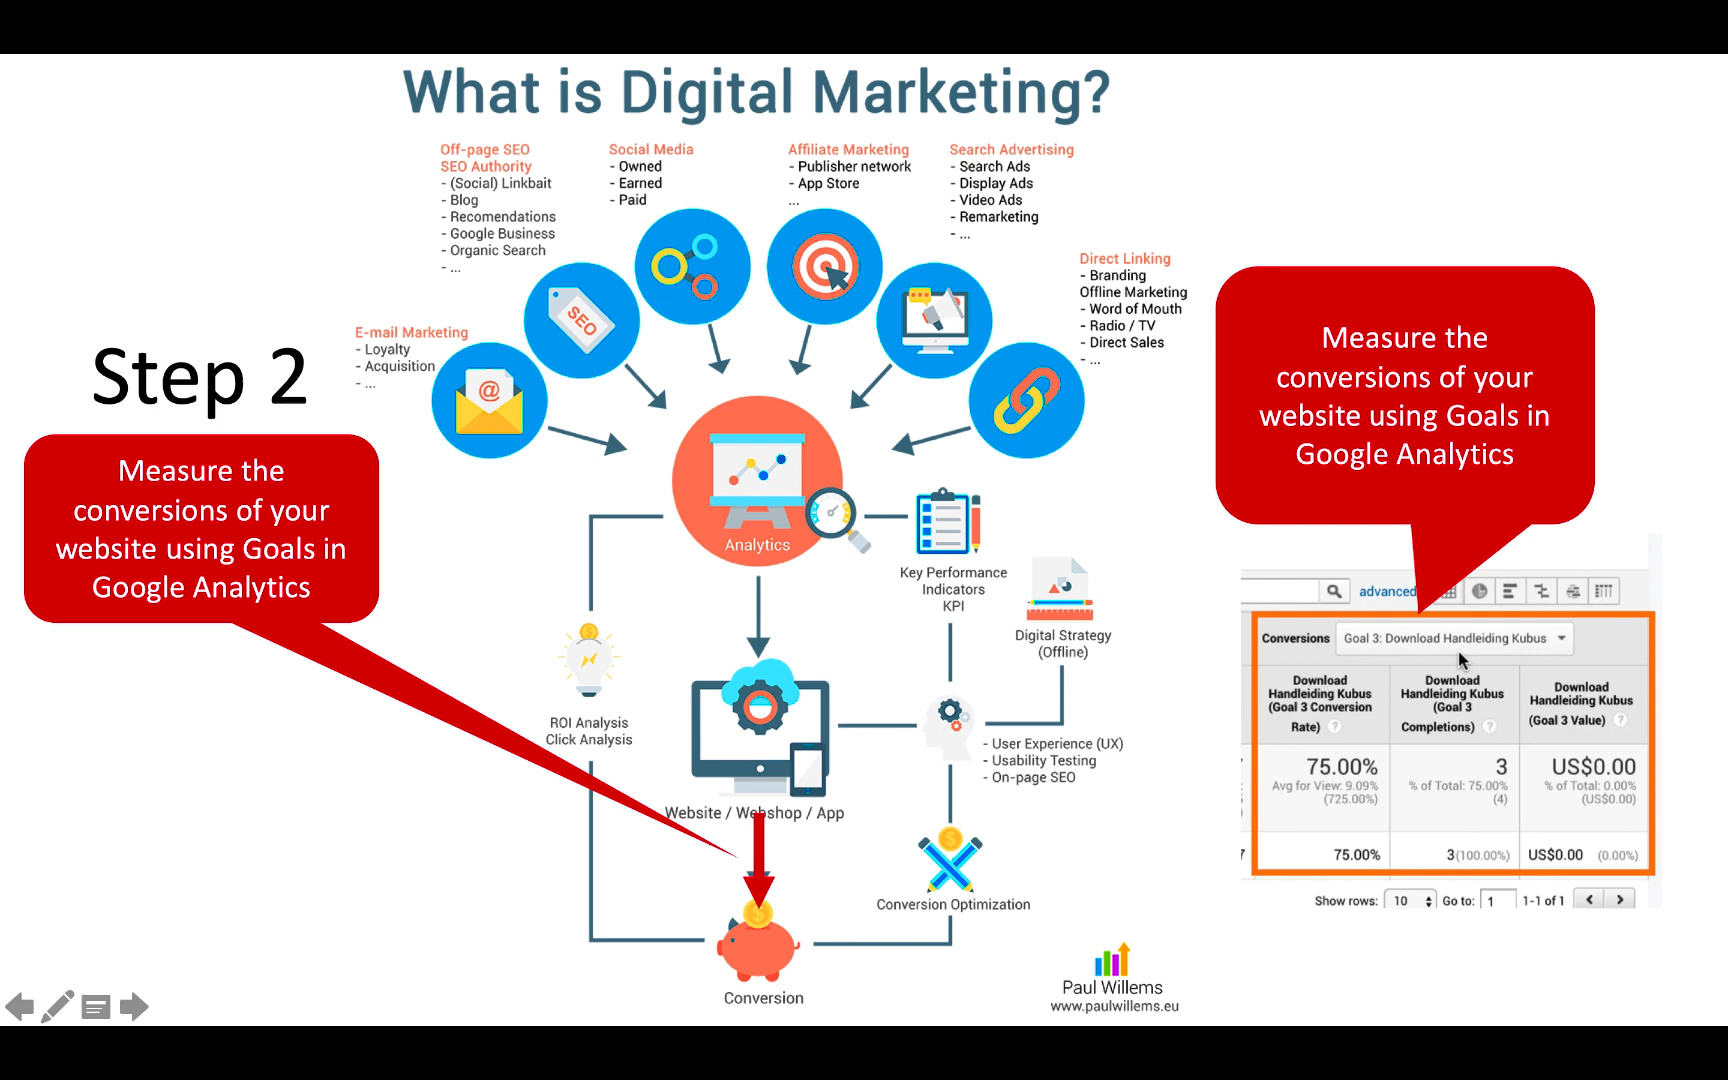 What is Digital Marketing?
Off-page SEO
SEO Authority
- (Social) Linkbait
- Blog
- Recomendations
- Google Business
- Organic Search
- ...
Social Media
- Owned
- Earned
- Paid
Affiliate Marketing
- Publisher network
- App Store
...
Search Advertising
- Search Ads
- Display Ads
- Video Ads
- Remarketing
- ...
Direct Linking
- Branding
Offline Marketing
- Word of Mouth
- Radio / TV
- Direct Sales
- ...
E-mail Marketing
- Loyalty
- Acquisition
- ...
SEO
@
Step 2
Measure the
conversions of your
website using Goals in
Google Analytics
Measure the
conversions of your
website using Goals in
Google Analytics
Analytics
Key Performance
Indicators
KPI
Digital Strategy
(Offline)
ROI Analysis
Click Analysis
- User Experience (UX)
- Usability Testing
- On-page SEO
Website / Webshop / App
Conversion Optimization
Conversion
Paul Willems
www.paulwillems.eu
advanced
Conversions Goal 3: Download Handleiding Kubus
Download
Handleiding Kubus
(Goal 3 Conversion
Rate) ?
Download
Handleiding Kubus
(Goal 3
Completions) ?
Download
Handleiding Kubus
(Goal 3 Value) ?
75.00%
Avg for View: 9.09%
(725.00%)
3
% of Total: 75.00%
(4)
US$0.00
% of Total: 0.00%
(US$0.00)
7 75.00% 3(100.00%) US$0.00 (0.00%)
Show rows: 10 Go to: 1 1-1 of 1